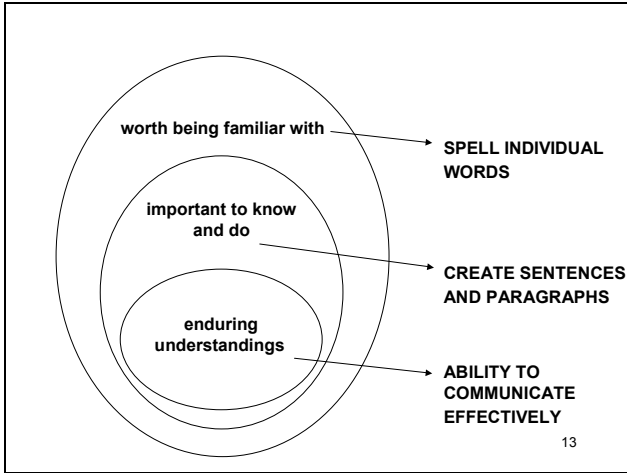 worth being familiar with
SPELL INDIVIDUAL
WORDS
important to know
and do
CREATE SENTENCES
AND PARAGRAPHS
enduring
understandings
ABILITY TO
COMMUNICATE
EFFECTIVELY
13